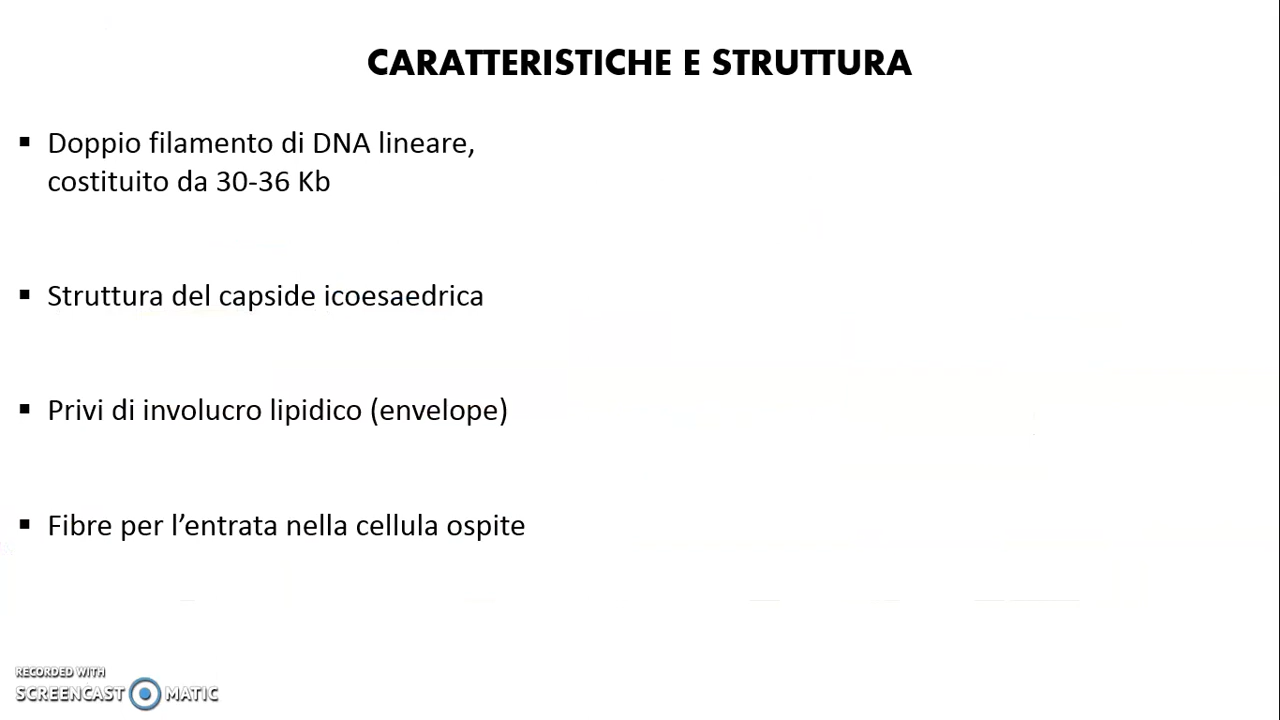 CARATTERISTICHE E STRUTTURA
▪ Doppio filamento di DNA lineare,
costituito da 30-36 Kb
▪ Struttura del capside icoesaedrica
▪ Privi di involucro lipidico (envelope)
▪ Fibre per l’entrata nella cellula ospite
RECORDED WITH
SCREENCAST MATIC